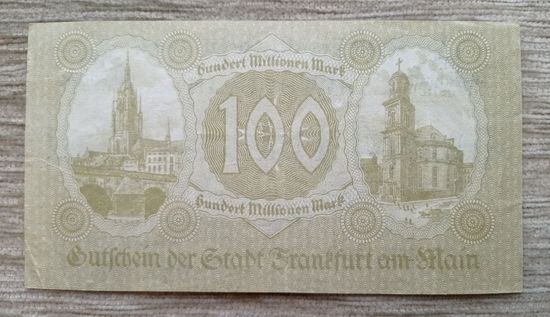 Hundert Millionen Mark
100
Hundert Millionen Mark
Gutschein der Stadt Frankfurt am Main